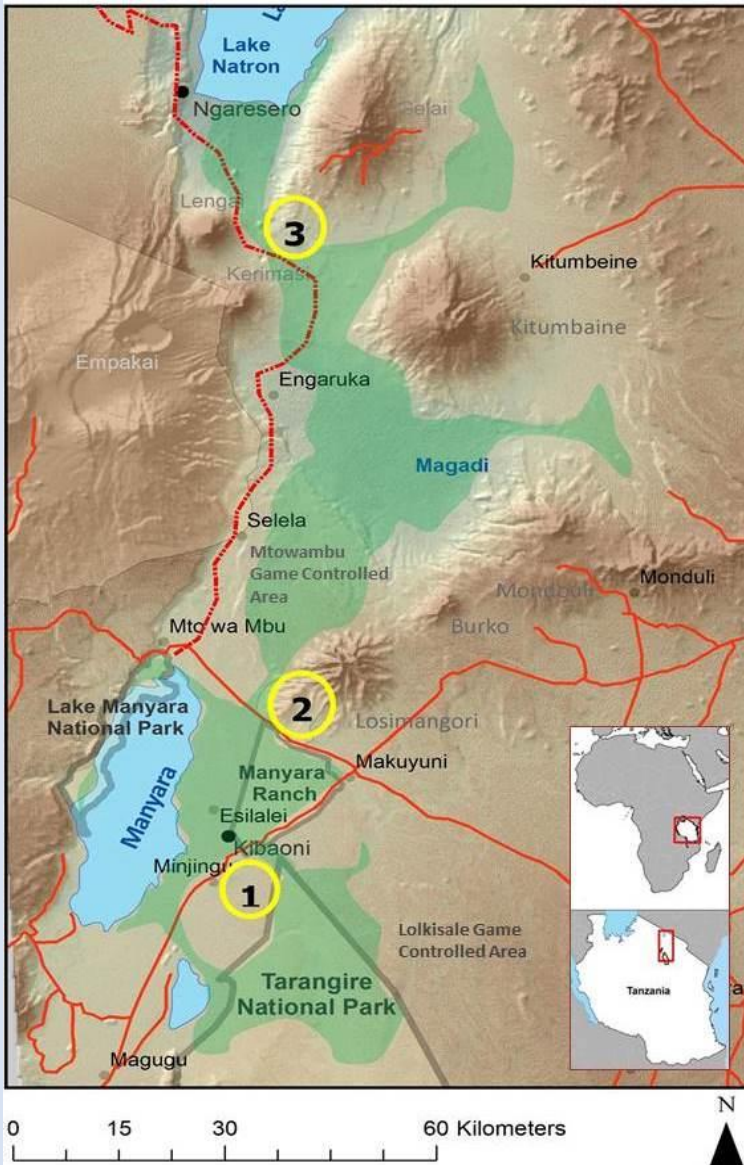 Lake
Natron
Ngaresero
Gelai
Lengai
3
Kerimasi
Kitumbeine
Kitumbaine
Empakai
Engaruka
Magadi
Selela
Mtowambu
Game Controlled
Area
Monduli
Mto wa Mbu
Burko
Lake Manyara
National Park
2
Losimangori
Makuyuni
Manyara
Ranch
Manyara
Esilalei
Kibaoni
Minjingu
1
Lolkisale Game
Controlled Area
Tarangire
National Park
Tanzania
Magugu
N
0 15 30 60 Kilometers